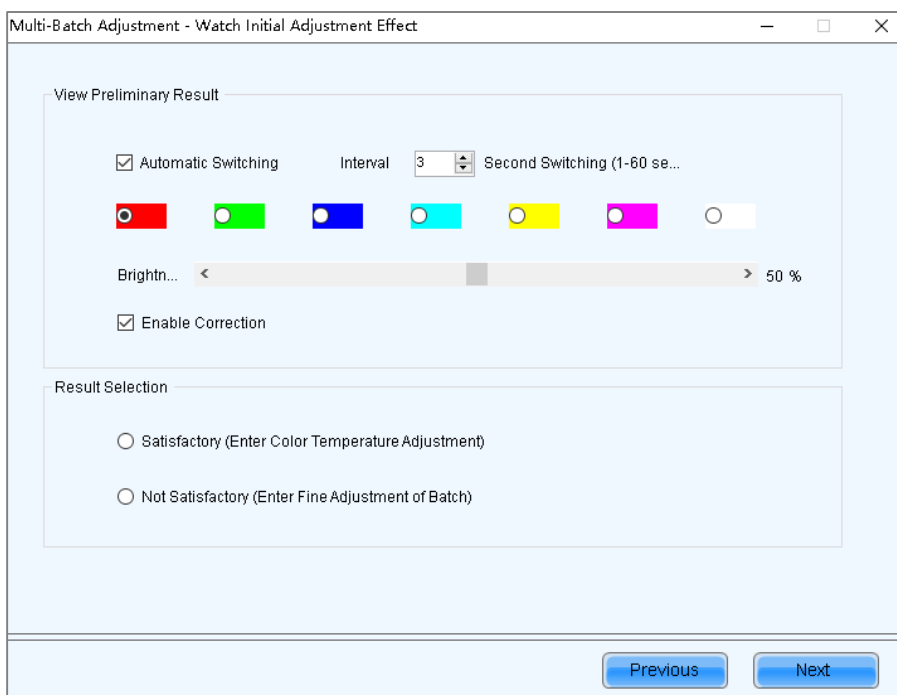 Multi-Batch Adjustment - Watch Initial Adjustment Effect
View Preliminary Result
Automatic Switching Interval 3 Second Switching (1-60 se...
Brightn... 50 %
Enable Correction
Result Selection
Satisfactory (Enter Color Temperature Adjustment)
Not Satisfactory (Enter Fine Adjustment of Batch)
Previous Next